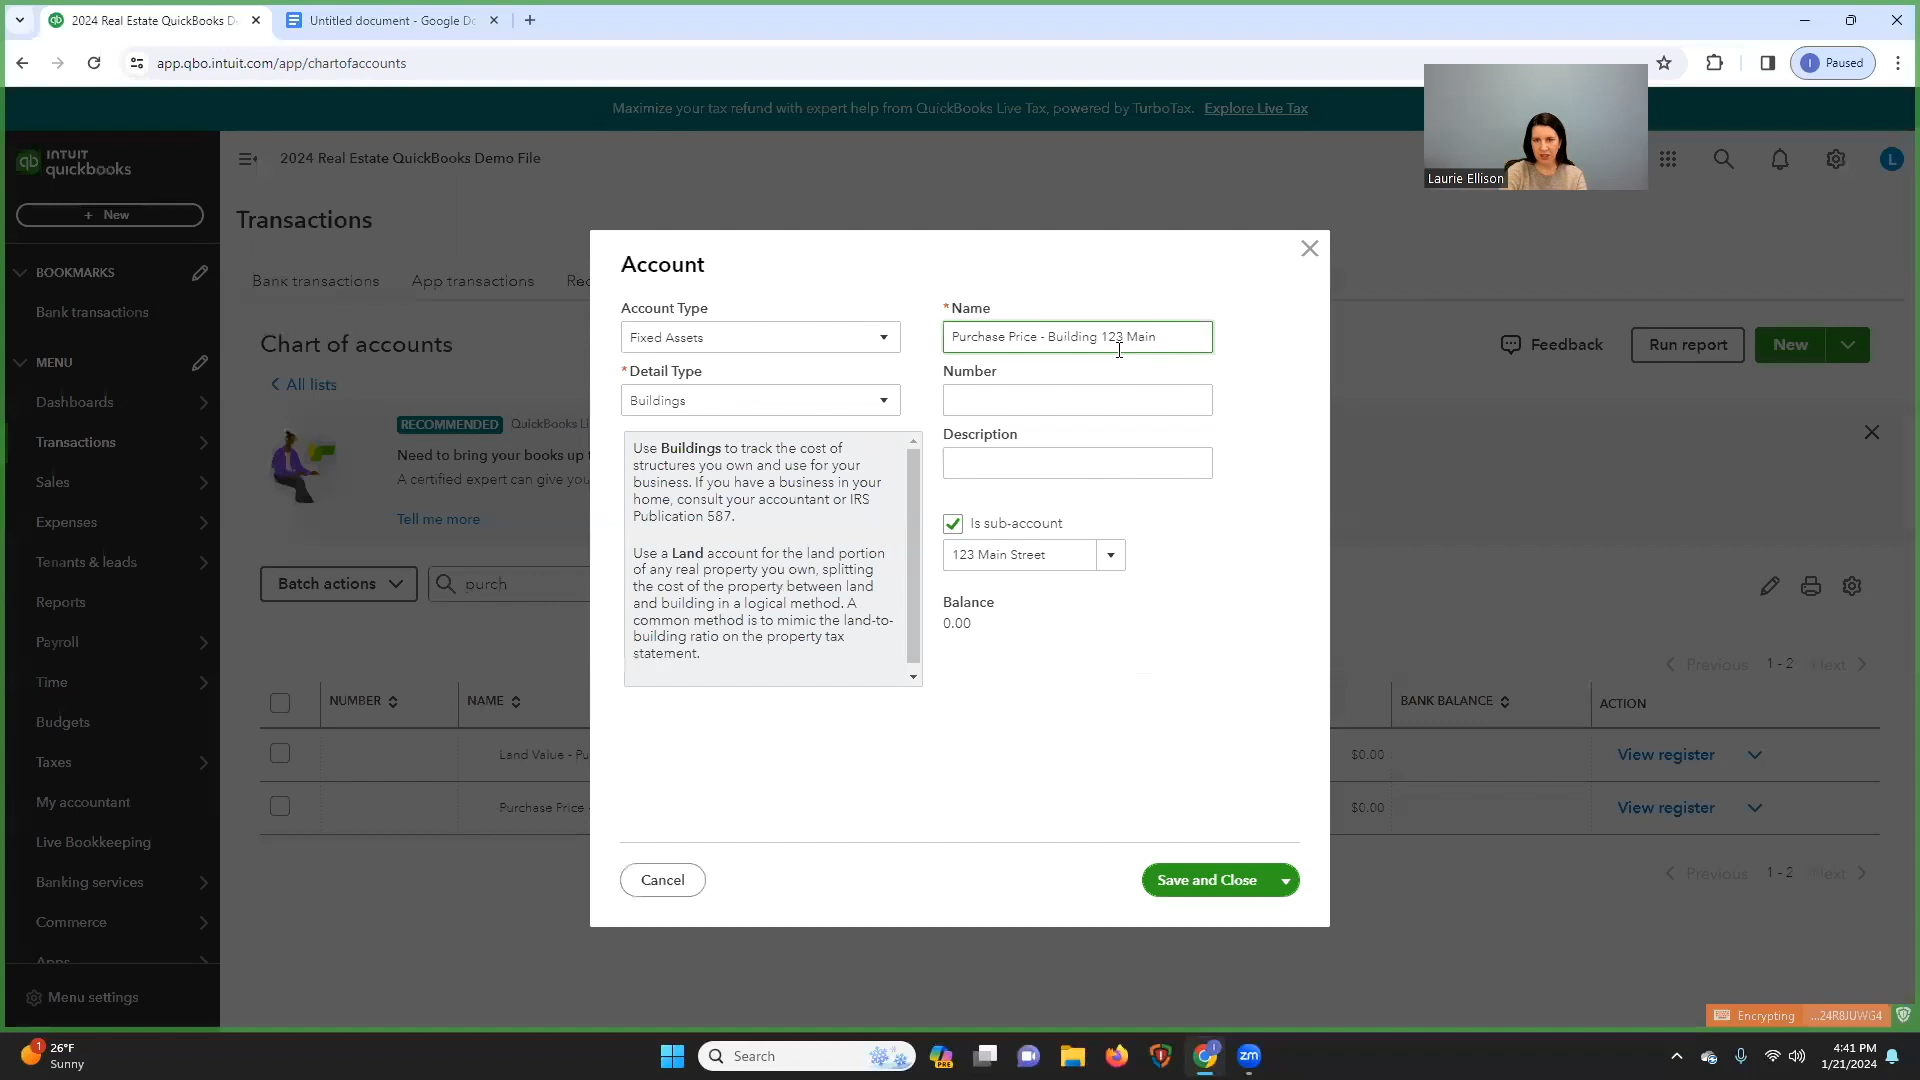 2024 Real Estate QuickBooks D
Untitled document - Google Do
app.qbo.intuit.com/app/chartofaccounts
Paused
Maximize your tax refund with expert help from QuickBooks Live Tax, powered by TurboTax. Explore Live Tax
INTUIT
quickbooks
2024 Real Estate QuickBooks Demo File
Laurie Ellison
L
+ New
Transactions
BOOKMARKS
Bank transactions
Bank transactions
App transactions
Rec
MENU
Dashboards
Transactions
Sales
Expenses
Tenants & leads
Reports
Payroll
Time
Budgets
Taxes
My accountant
Live Bookkeeping
Banking services
Commerce
Apps
Menu settings
Chart of accounts
Feedback
Run report
New
All lists
RECOMMENDED
QuickBooks Li
Need to bring your books up t
A certified expert can give you
Tell me more
Batch actions
purch
Previous 1 - 2 Next
NUMBER
NAME
BANK BALANCE
ACTION
Land Value - Pu
$0.00
View register
Purchase Price -
$0.00
View register
Previous 1 - 2 Next
Account
Account Type
Fixed Assets
* Name
Purchase Price - Building 123 Main
* Detail Type
Buildings
Number
Description
Use Buildings to track the cost of
structures you own and use for your
business. If you have a business in your
home, consult your accountant or IRS
Publication 587.
Use a Land account for the land portion
of any real property you own, splitting
the cost of the property between land
and building in a logical method. A
common method is to mimic the land-to-
building ratio on the property tax
statement.
Is sub-account
123 Main Street
Balance
0.00
Cancel
Save and Close
Encrypting
...24R8JUWG4
1
26°F
Sunny
Search
PRE
zm
4:41 PM
1/21/2024